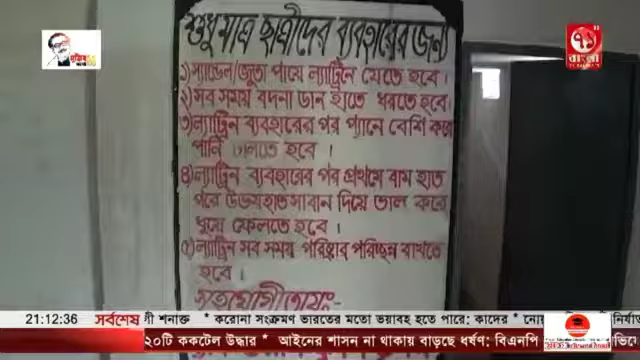 শুধু মাত্র ছাত্রীদের ব্যবহারের জন্য
১) স্যান্ডেল/জুতা পায়ে ল্যাট্রিনে যেতে হবে।
২) সব সময় বদনা ডান হাতে ধরতে হবে।
৩) ল্যাট্রিন ব্যবহারের পর প্যানে বেশি করে
পানি ঢালতে হবে।
৪) ল্যাট্রিন ব্যবহারের পর প্রথমে বাম হাত
পরে উভয়হাত সাবান দিয়ে ভাল করে
ধুয়ে ফেলতে হবে।
৫) ল্যাট্রিন সব সময় পরিষ্কার পরিচ্ছন্ন রাখতে
হবে।
সহযোগীতায়ঃ-
৭১
বাংলা
21:12:36 সর্বশেষ গী শনাক্ত * করোনা সংক্রমণ ভারতের মতো ভয়াবহ হতে পারে: কাদের *
২০টি ককটেল উদ্ধার * আইনের শাসন না থাকায় বাড়ছে ধর্ষণ: বিএনপি